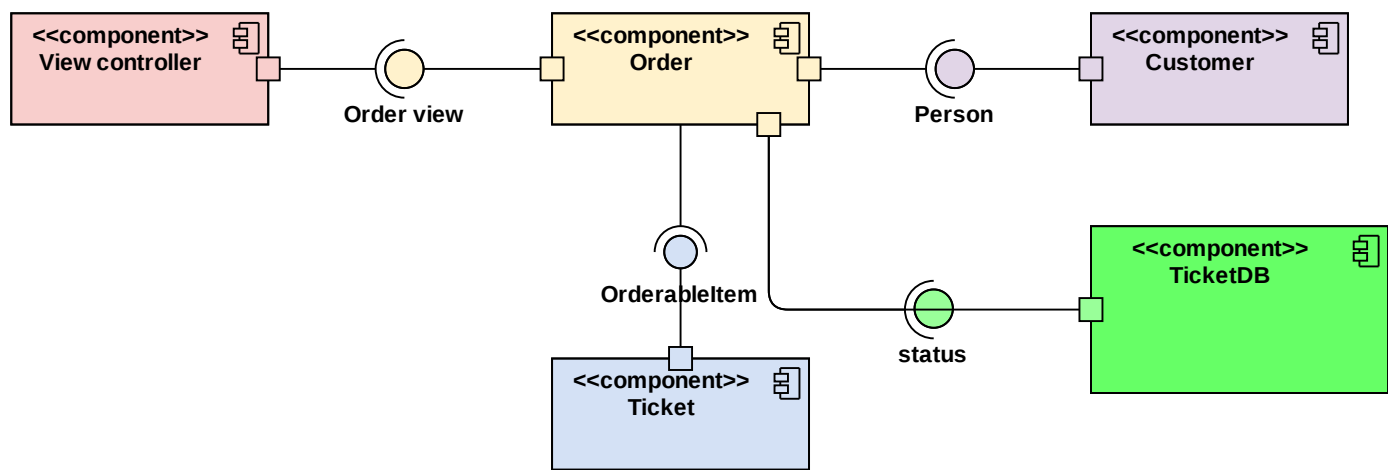 <<component>>
View controller
Order view
<<component>>
Order
Person
<<component>>
Customer
OrderableItem
<<component>>
TicketDB
status
<<component>>
Ticket